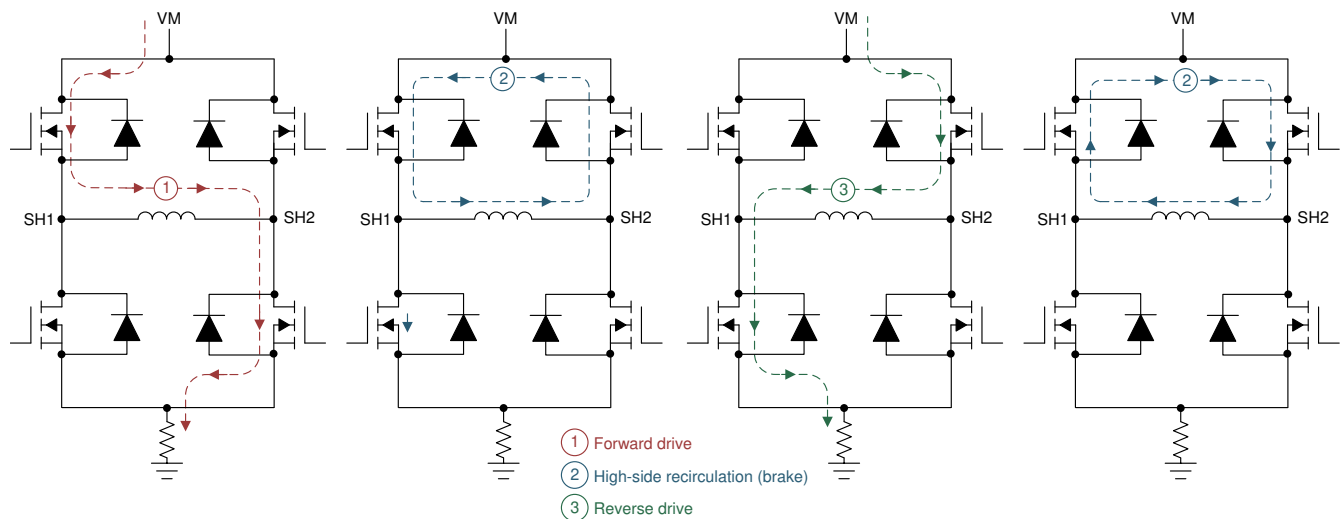 VM
VM
VM
VM
2
2
1
3
SH1
SH2
SH1
SH2
SH1
SH2
SH1
SH2
1 Forward drive
2 High-side recirculation (brake)
3 Reverse drive